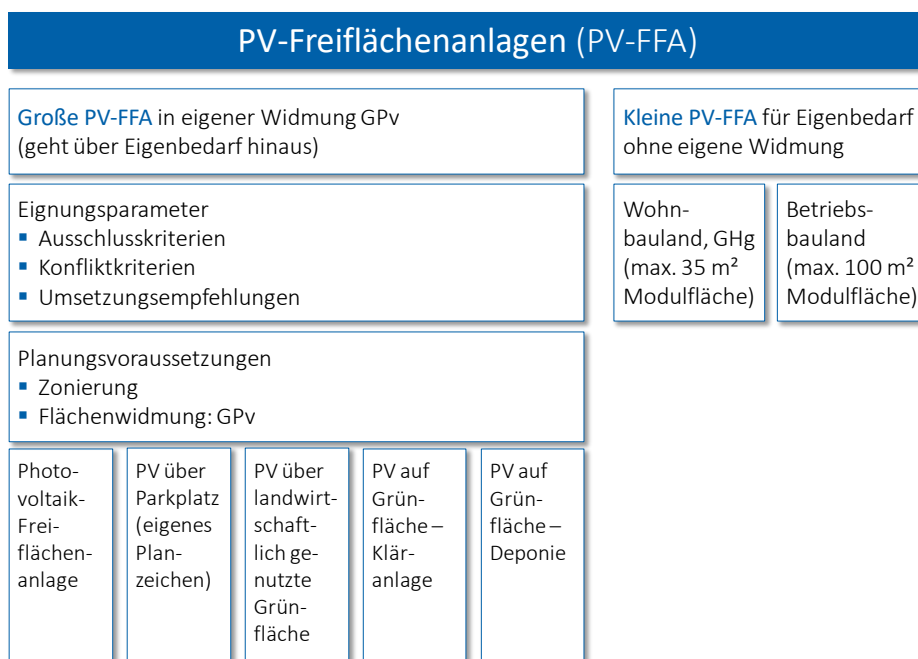 PV-Freiflächenanlagen (PV-FFA)
Große PV-FFA in eigener Widmung GPv
(geht über Eigenbedarf hinaus)
Kleine PV-FFA für Eigenbedarf
ohne eigene Widmung
Eignungsparameter
▪ Ausschlusskriterien
▪ Konfliktkriterien
▪ Umsetzungsempfehlungen
Wohn-
bauland, GHg
(max. 35 m²
Modulfläche)
Betriebs-
bauland
(max. 100 m²
Modulfläche)
Planungsvoraussetzungen
▪ Zonierung
▪ Flächenwidmung: GPv
Photo-
voltaik-
Frei-
flächen-
anlage
PV über
Parkplatz
(eigenes
Plan-
zeichen)
PV über
landwirt-
schaft-
lich ge-
nutzte
Grün-
fläche
PV auf
Grün-
fläche –
Klär-
anlage
PV auf
Grün-
fläche –
Deponie